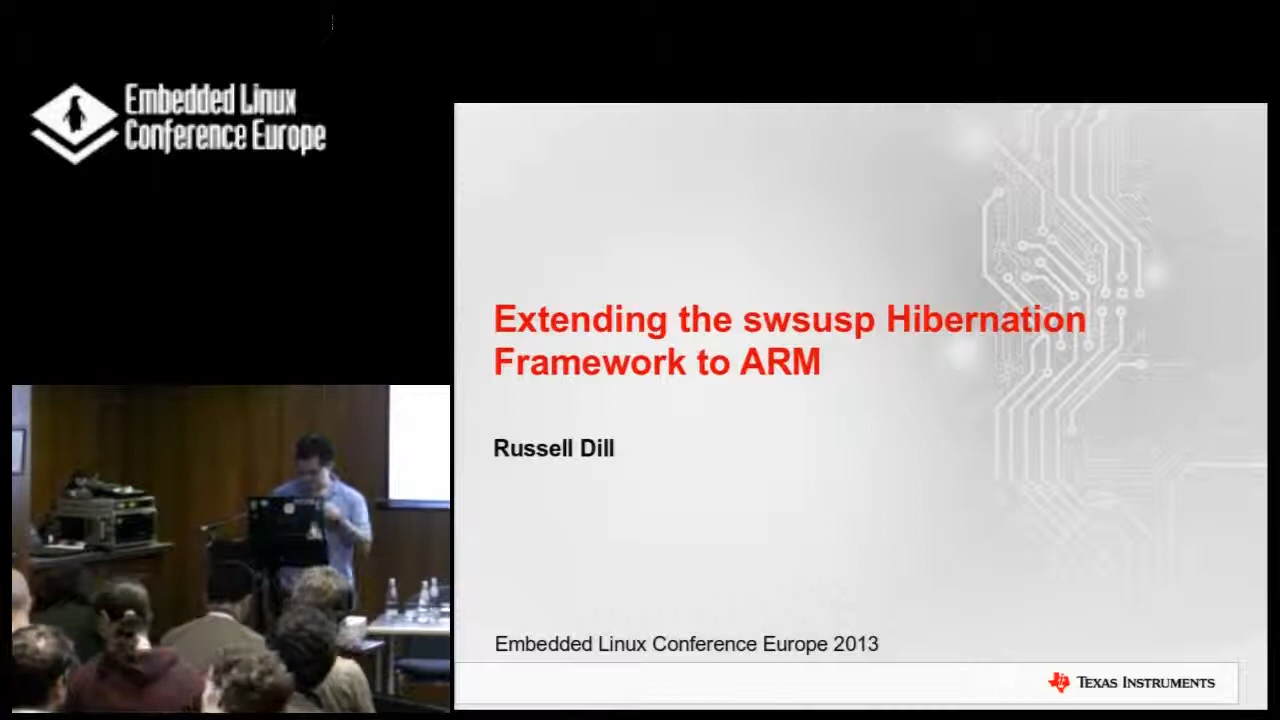 Embedded Linux
Conference Europe
Extending the swsusp Hibernation
Framework to ARM
Russell Dill
Embedded Linux Conference Europe 2013
TEXAS INSTRUMENTS